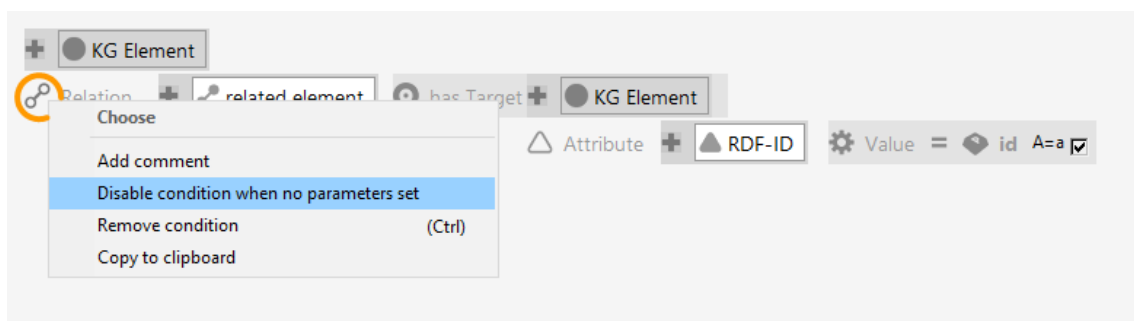 KG Element
Relation related element has Target KG Element
Choose
Attribute RDF-ID Value = id A=a
Add comment
Disable condition when no parameters set
Remove condition (Ctrl)
Copy to clipboard